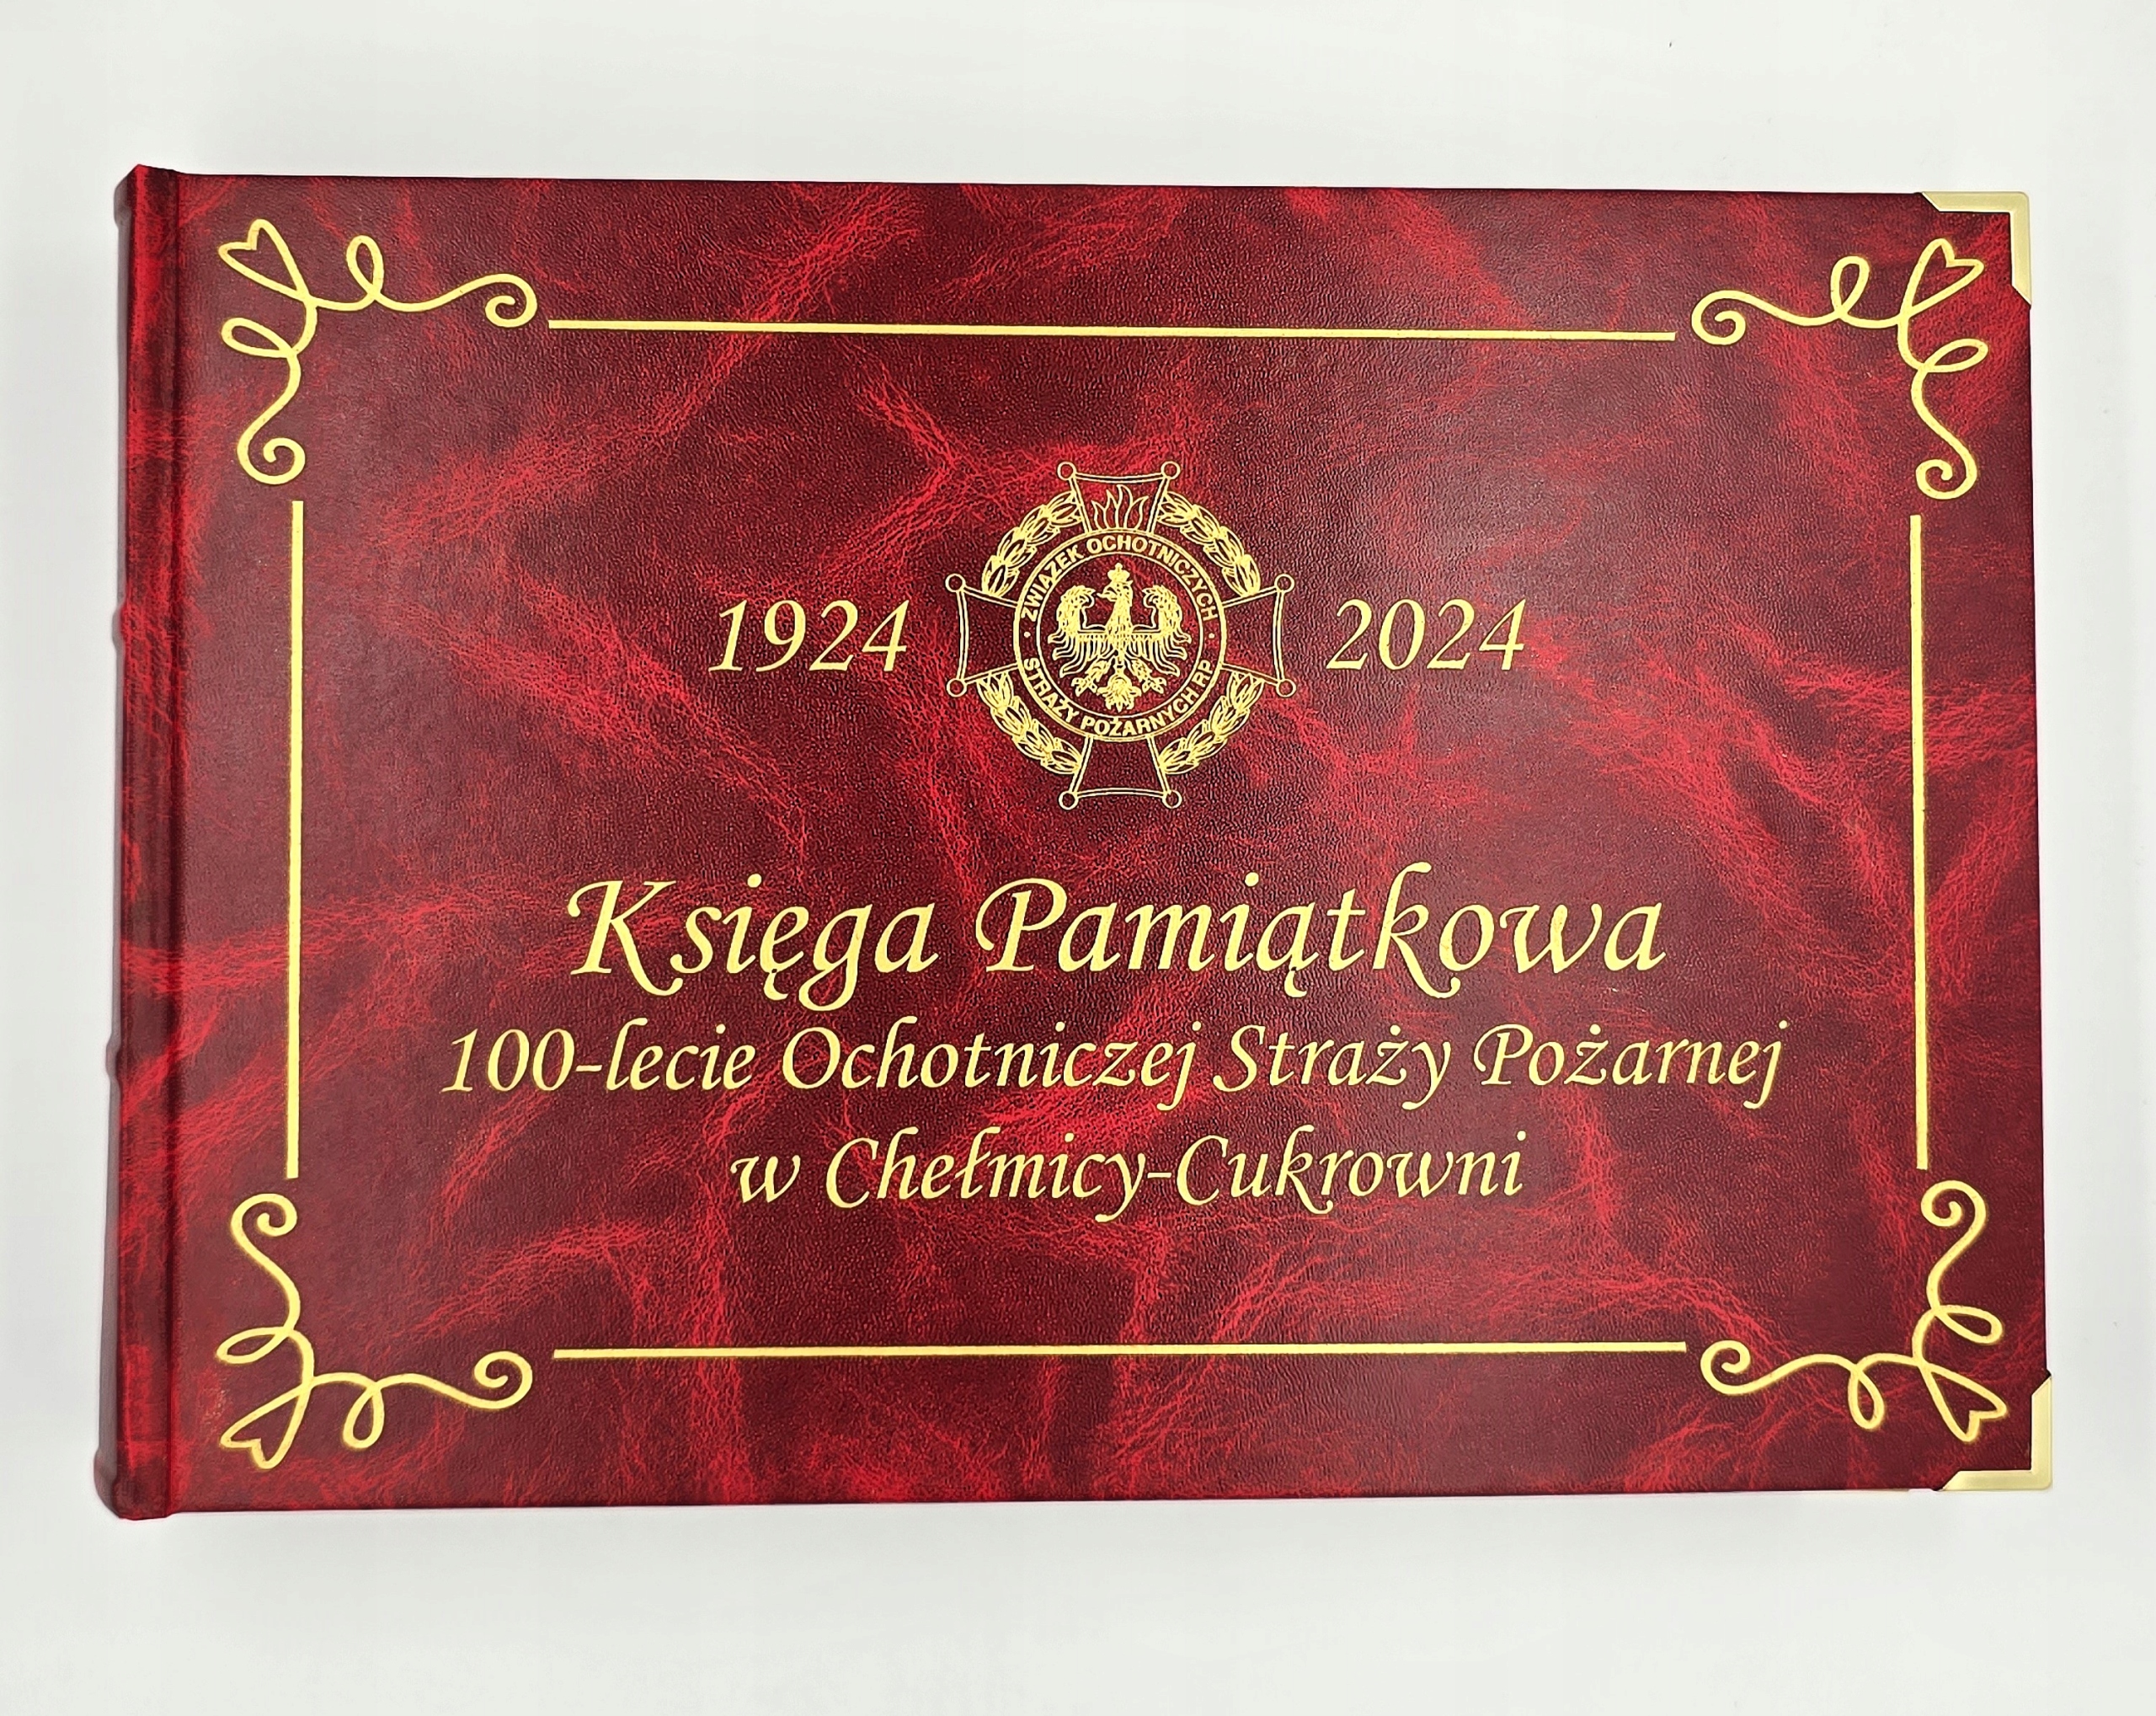 1924 2024
ZWIĄZEK OCHOTNICZYCH
STRAŻY POŻARNYCH RP
Księga Pamiątkowa
100-lecie Ochotniczej Straży Pożarnej
w Chełmicy-Cukrowni